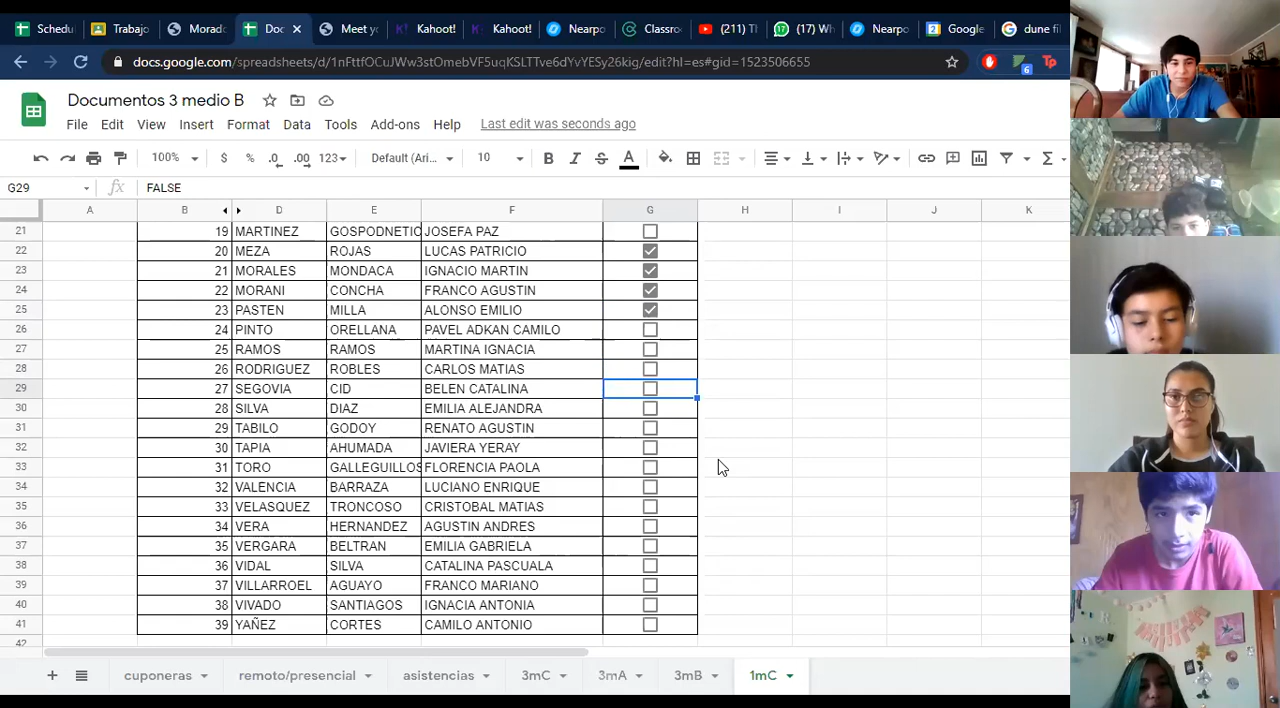 Schedu Trabajo Morado Doc Meet y Kahoot! Kahoot! Nearpo Classro (211) T (17) Wh Nearpo Google dune fil
docs.google.com/spreadsheets/d/1nFttfOCuJWw3stOmebVF5uqKSLTTve6dYvYESy26kig/edit?hl=es#gid=1523506655 6 Tp
Documentos 3 medio B
File Edit View Insert Format Data Tools Add-ons Help Last edit was seconds ago
100% $ % .0 .00 123 Default (Ari... 10 B I S A Σ
G29 fx FALSE
A B D E F G H I J K
21 19 MARTINEZ GOSPODNETIC JOSEFA PAZ
22 20 MEZA ROJAS LUCAS PATRICIO
23 21 MORALES MONDACA IGNACIO MARTIN
24 22 MORANI CONCHA FRANCO AGUSTIN
25 23 PASTEN MILLA ALONSO EMILIO
26 24 PINTO ORELLANA PAVEL ADKAN CAMILO
27 25 RAMOS RAMOS MARTINA IGNACIA
28 26 RODRIGUEZ ROBLES CARLOS MATIAS
29 27 SEGOVIA CID BELEN CATALINA
30 28 SILVA DIAZ EMILIA ALEJANDRA
31 29 TABILO GODOY RENATO AGUSTIN
32 30 TAPIA AHUMADA JAVIERA YERAY
33 31 TORO GALLEGUILLOS FLORENCIA PAOLA
34 32 VALENCIA BARRAZA LUCIANO ENRIQUE
35 33 VELASQUEZ TRONCOSO CRISTOBAL MATIAS
36 34 VERA HERNANDEZ AGUSTIN ANDRES
37 35 VERGARA BELTRAN EMILIA GABRIELA
38 36 VIDAL SILVA CATALINA PASCUALA
39 37 VILLARROEL AGUAYO FRANCO MARIANO
40 38 VIVADO SANTIAGOS IGNACIA ANTONIA
41 39 YAÑEZ CORTES CAMILO ANTONIO
42
cuponeras remoto/presencial asistencias 3mC 3mA 3mB 1mC